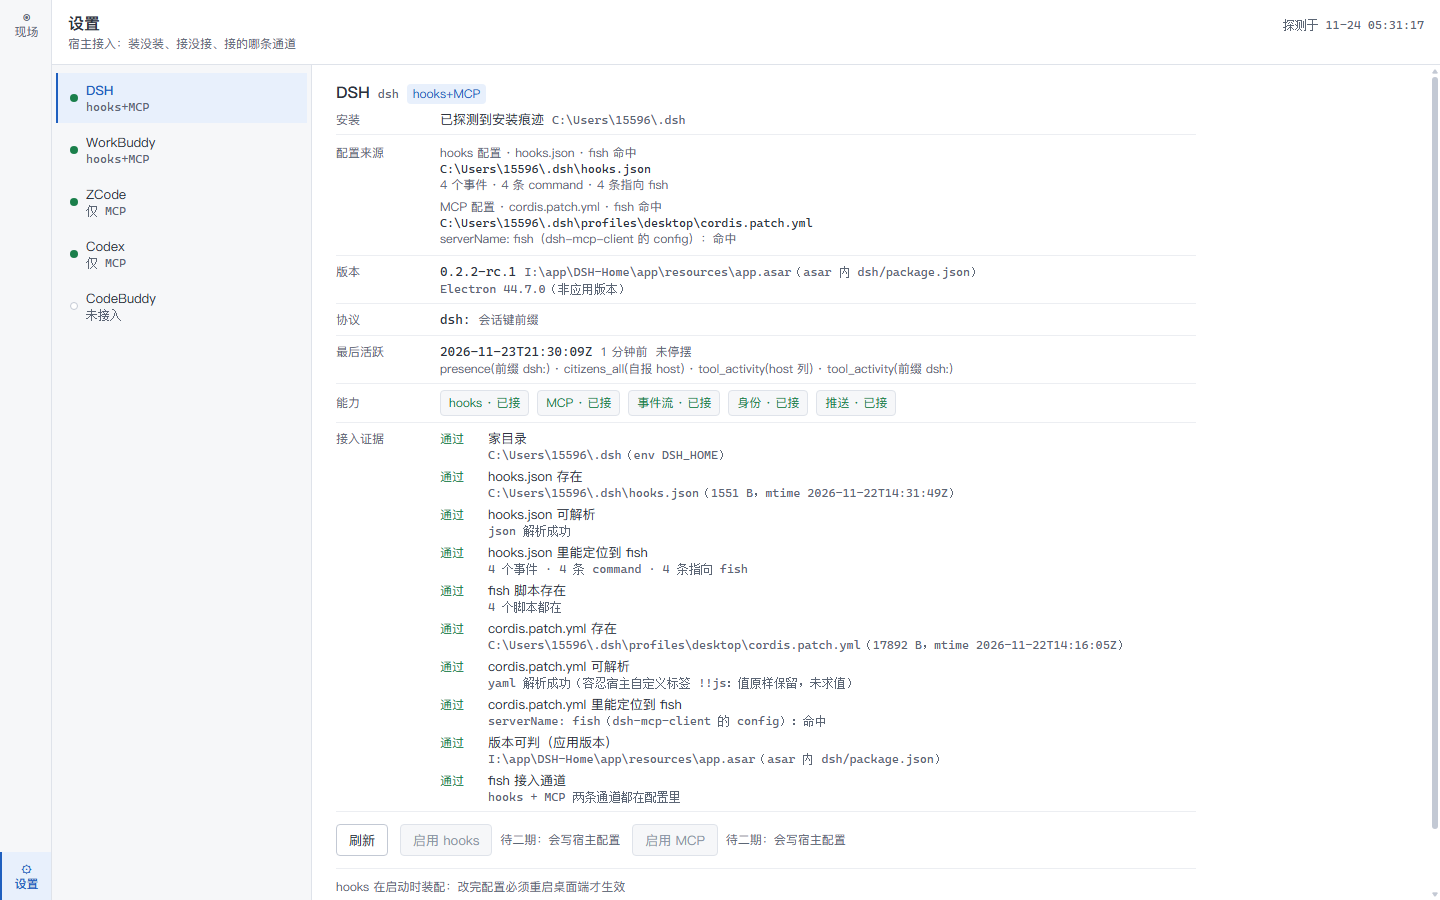 现场
设置
宿主接入：装没装、接没接、接的哪条通道
探测于 11-24 05:31:17
DSH
hooks+MCP
WorkBuddy
hooks+MCP
ZCode
仅 MCP
Codex
仅 MCP
CodeBuddy
未接入
设置
DSH dsh hooks+MCP
安装 已探测到安装痕迹 C:\Users\15596\.dsh
配置来源 hooks 配置 · hooks.json · fish 命中
C:\Users\15596\.dsh\hooks.json
4 个事件 · 4 条 command · 4 条指向 fish
MCP 配置 · cordis.patch.yml · fish 命中
C:\Users\15596\.dsh\profiles\desktop\cordis.patch.yml
serverName: fish（dsh-mcp-client 的 config）：命中
版本 0.2.2-rc.1 I:\app\DSH-Home\app\resources\app.asar（asar 内 dsh/package.json）
Electron 44.7.0（非应用版本）
协议 dsh: 会话键前缀
最后活跃 2026-11-23T21:30:09Z 1 分钟前 未停摆
presence(前缀 dsh:) · citizens_all(自报 host) · tool_activity(host 列) · tool_activity(前缀 dsh:)
能力 hooks · 已接 MCP · 已接 事件流 · 已接 身份 · 已接 推送 · 已接
接入证据 通过 家目录
C:\Users\15596\.dsh（env DSH_HOME）
通过 hooks.json 存在
C:\Users\15596\.dsh\hooks.json（1551 B，mtime 2026-11-22T14:31:49Z）
通过 hooks.json 可解析
json 解析成功
通过 hooks.json 里能定位到 fish
4 个事件 · 4 条 command · 4 条指向 fish
通过 fish 脚本存在
4 个脚本都在
通过 cordis.patch.yml 存在
C:\Users\15596\.dsh\profiles\desktop\cordis.patch.yml（17892 B，mtime 2026-11-22T14:16:05Z）
通过 cordis.patch.yml 可解析
yaml 解析成功（容忍宿主自定义标签 !!js：值原样保留，未求值）
通过 cordis.patch.yml 里能定位到 fish
serverName: fish（dsh-mcp-client 的 config）：命中
通过 版本可判（应用版本）
I:\app\DSH-Home\app\resources\app.asar（asar 内 dsh/package.json）
通过 fish 接入通道
hooks + MCP 两条通道都在配置里
刷新 启用 hooks 待二期：会写宿主配置 启用 MCP 待二期：会写宿主配置
hooks 在启动时装配：改完配置必须重启桌面端才生效